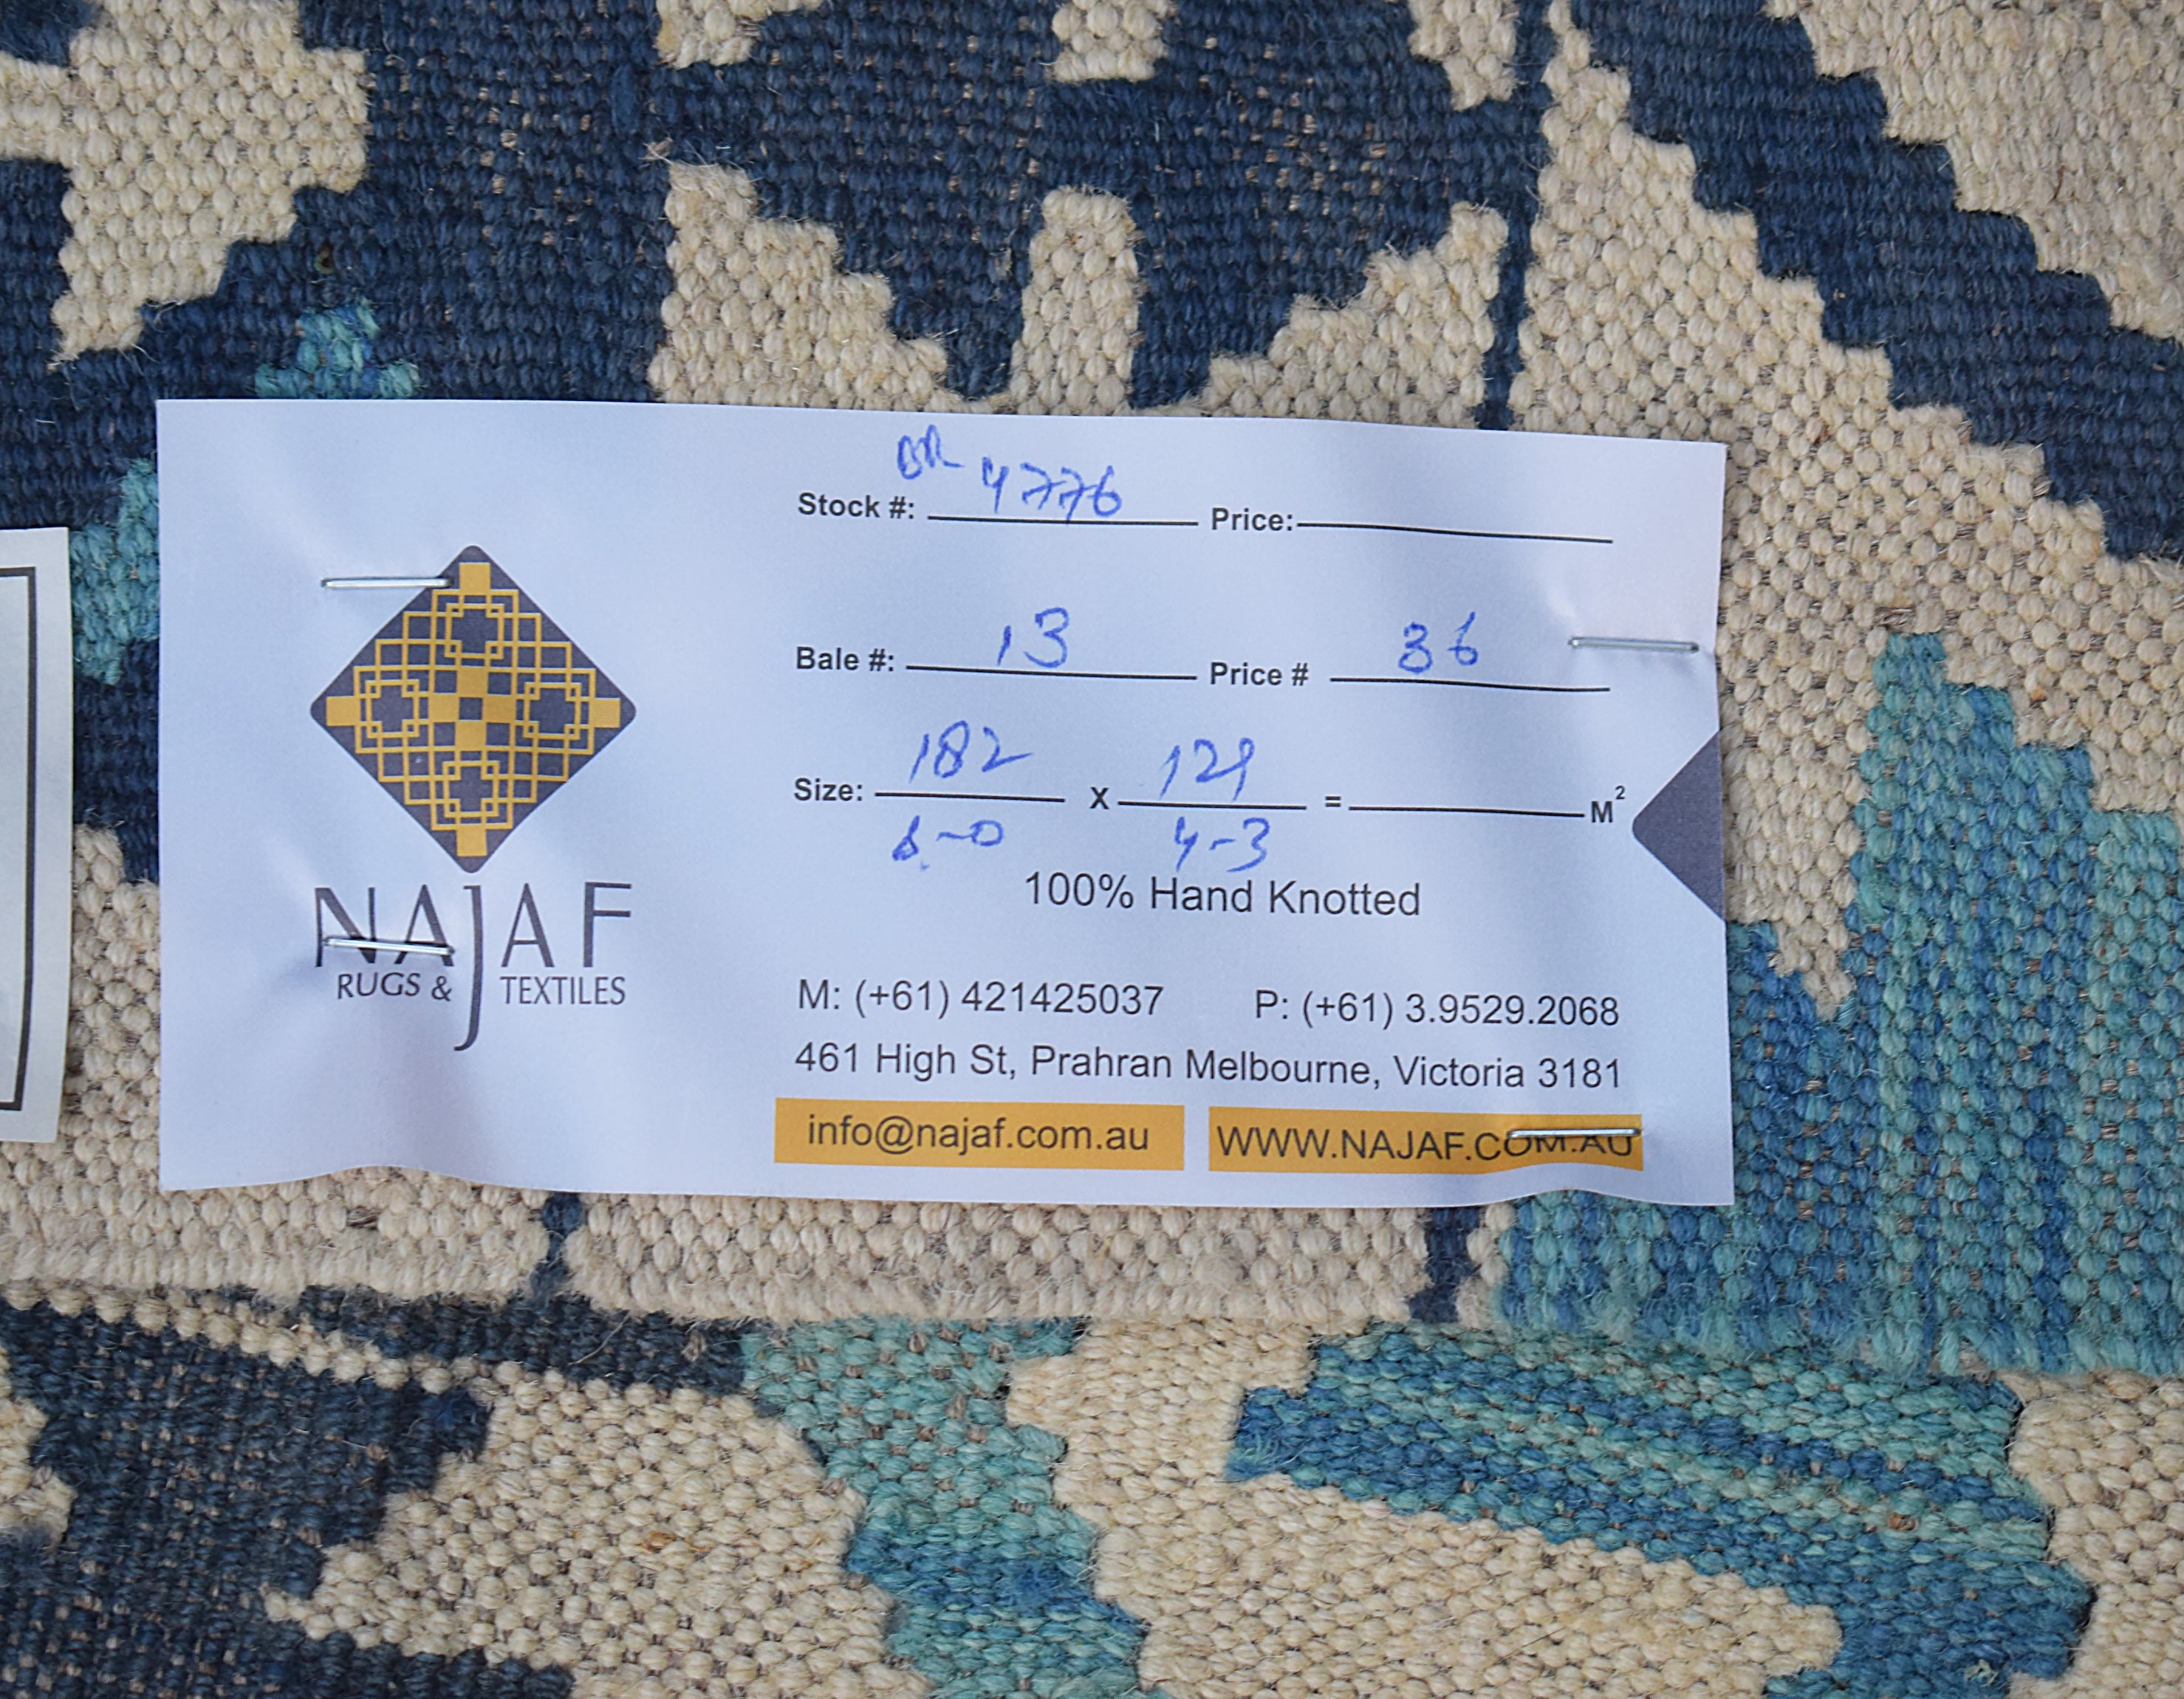 BR
Stock #: 4776 Price:
Bale #: 13 Price # 36
Size: 182 X 129 = M²
6-0 4-3
100% Hand Knotted
NAJAF
RUGS & TEXTILES
M: (+61) 421425037 P: (+61) 3.9529.2068
461 High St, Prahran Melbourne, Victoria 3181
info@najaf.com.au WWW.NAJAF.COM.AU